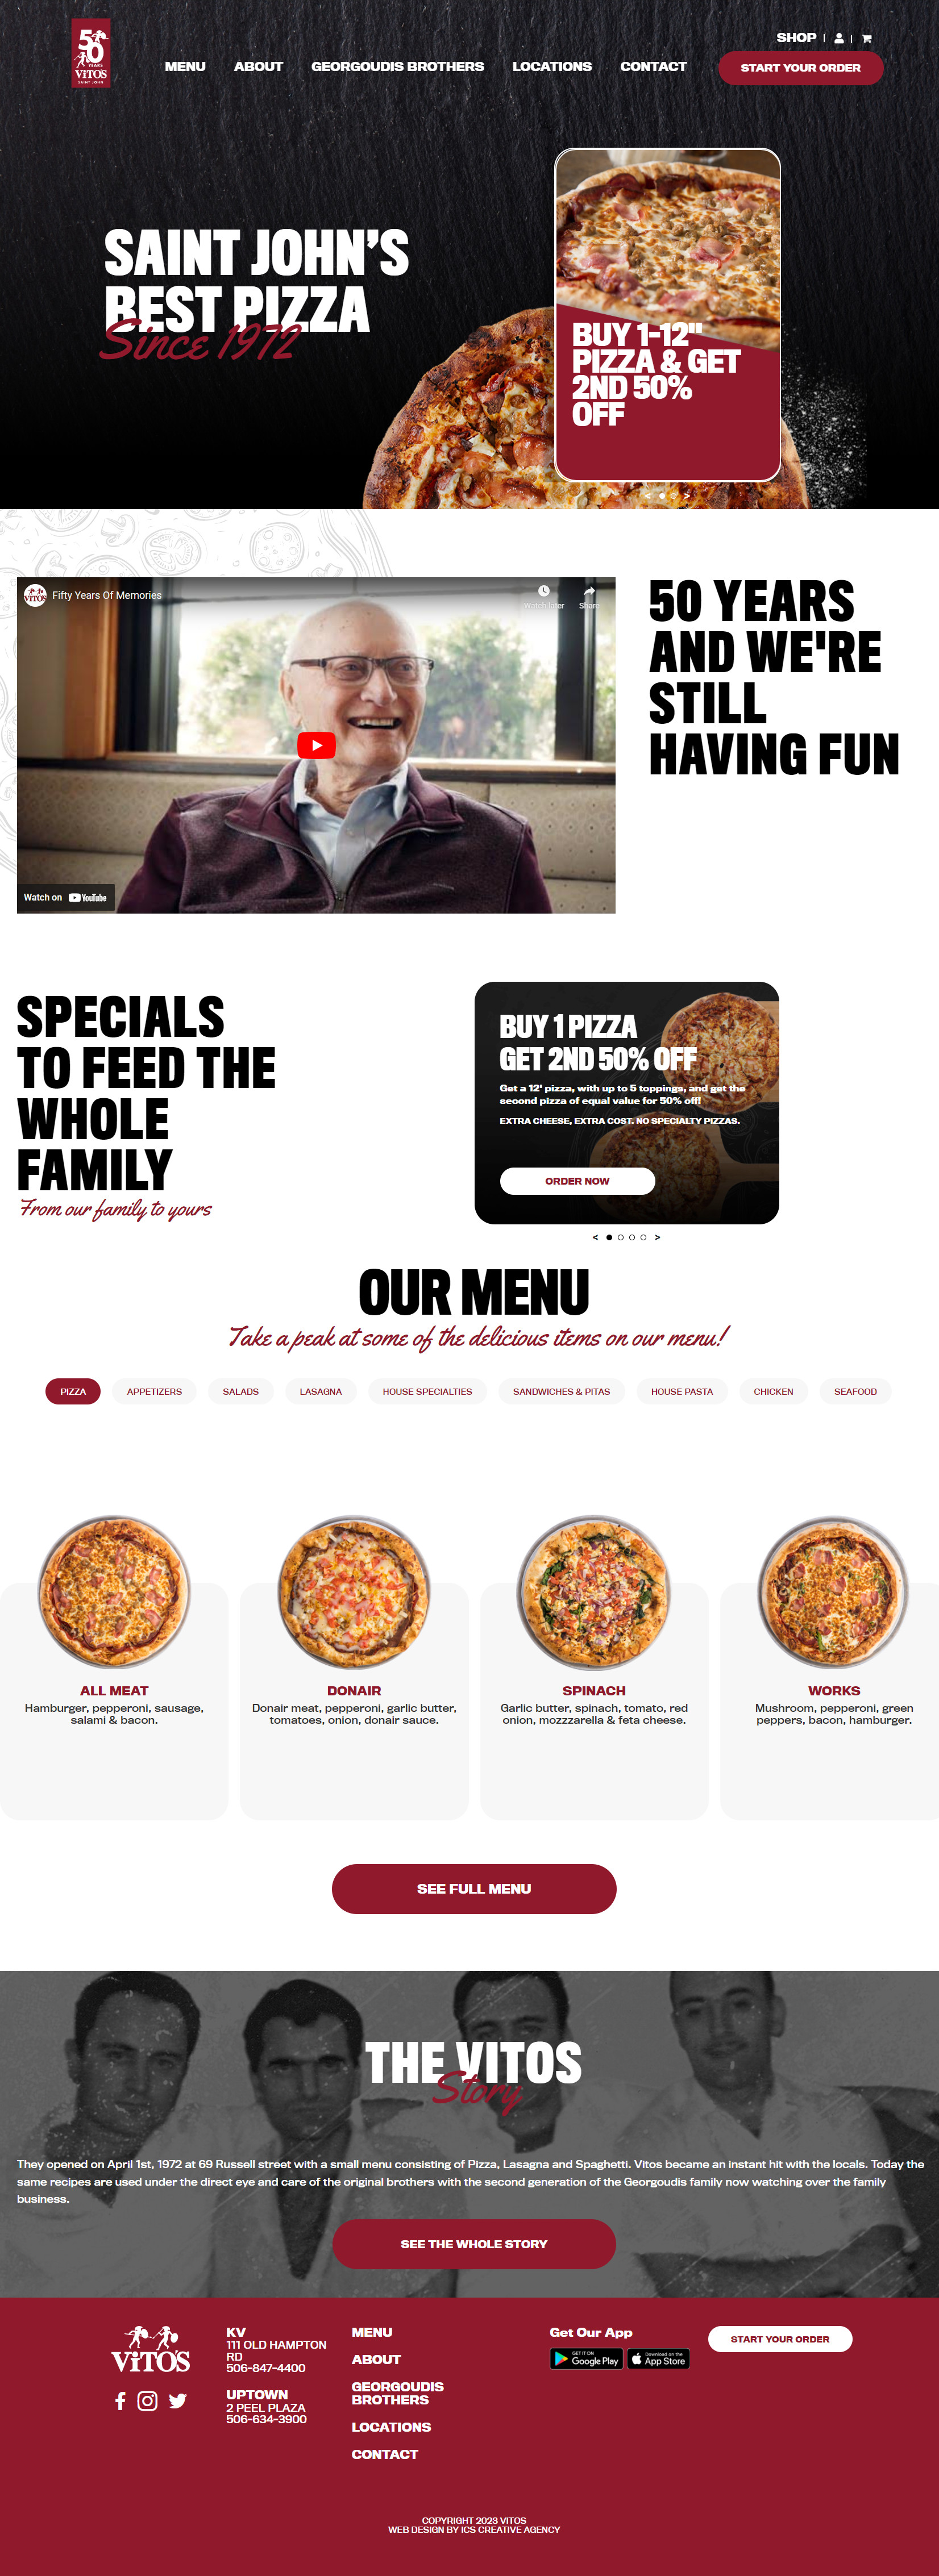 50
YEARS
VITOS
SAINT JOHN
SHOP
MENU ABOUT GEORGOUDIS BROTHERS LOCATIONS CONTACT
START YOUR ORDER
SAINT JOHN'S
BEST PIZZA
Since 1972
BUY 1-12"
PIZZA & GET
2ND 50%
OFF
< >
VITO'S
Fifty Years Of Memories
Watch later
Share
Watch on YouTube
50 YEARS
AND WE'RE
STILL
HAVING FUN
SPECIALS
TO FEED THE
WHOLE
FAMILY
From our family to yours
BUY 1 PIZZA
GET 2ND 50% OFF
Get a 12' pizza, with up to 5 toppings, and get the
second pizza of equal value for 50% off!
EXTRA CHEESE, EXTRA COST. NO SPECIALTY PIZZAS.
ORDER NOW
< >
OUR MENU
Take a peak at some of the delicious items on our menu!
PIZZA APPETIZERS SALADS LASAGNA HOUSE SPECIALTIES SANDWICHES & PITAS HOUSE PASTA CHICKEN SEAFOOD
ALL MEAT
Hamburger, pepperoni, sausage,
salami & bacon.
DONAIR
Donair meat, pepperoni, garlic butter,
tomatoes, onion, donair sauce.
SPINACH
Garlic butter, spinach, tomato, red
onion, mozzzarella & feta cheese.
WORKS
Mushroom, pepperoni, green
peppers, bacon, hamburger.
SEE FULL MENU
THE VITOS
Story
They opened on April 1st, 1972 at 69 Russell street with a small menu consisting of Pizza, Lasagna and Spaghetti. Vitos became an instant hit with the locals. Today the
same recipes are used under the direct eye and care of the original brothers with the second generation of the Georgoudis family now watching over the family
business.
SEE THE WHOLE STORY
VITO'S
KV
111 OLD HAMPTON
RD
506-847-4400
UPTOWN
2 PEEL PLAZA
506-634-3900
MENU
ABOUT
GEORGOUDIS
BROTHERS
LOCATIONS
CONTACT
Get Our App
GET IT ON
Google Play
Download on the
App Store
START YOUR ORDER
COPYRIGHT 2023 VITOS
WEB DESIGN BY ICS CREATIVE AGENCY